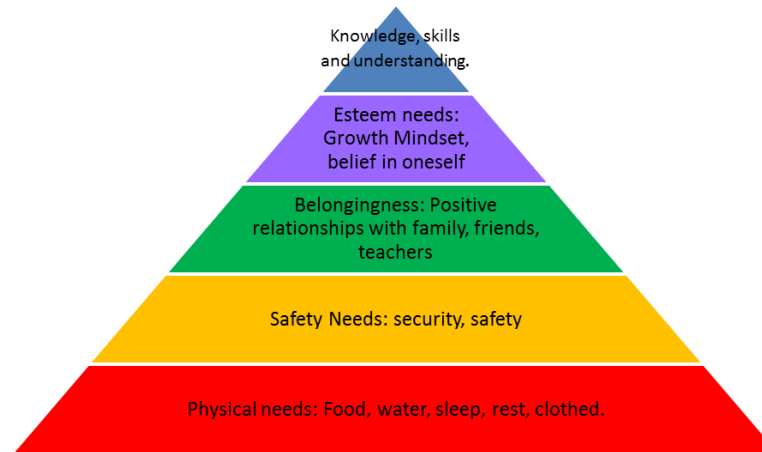 Knowledge, skills
and understanding.
Esteem needs:
Growth Mindset,
belief in oneself
Belongingness: Positive
relationships with family, friends,
teachers
Safety Needs: security, safety
Physical needs: Food, water, sleep, rest, clothed.